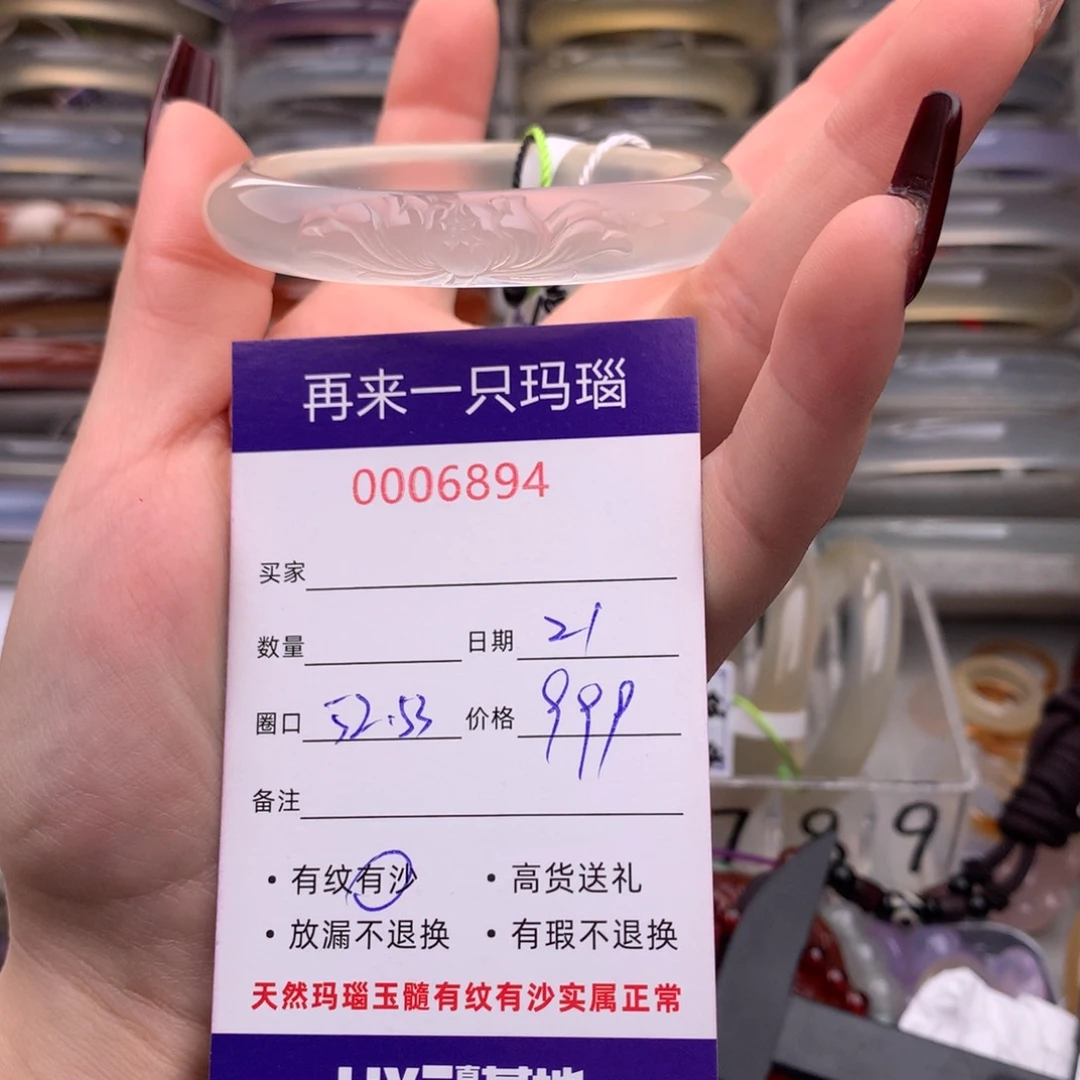 再来一只玛瑙
0006894
买家
数量 日期 21
圈口 52.53 价格 999
备注
·有纹有沙 ·高货送礼
·放漏不退换 ·有瑕不退换
天然玛瑙玉髓有纹有沙实属正常
799